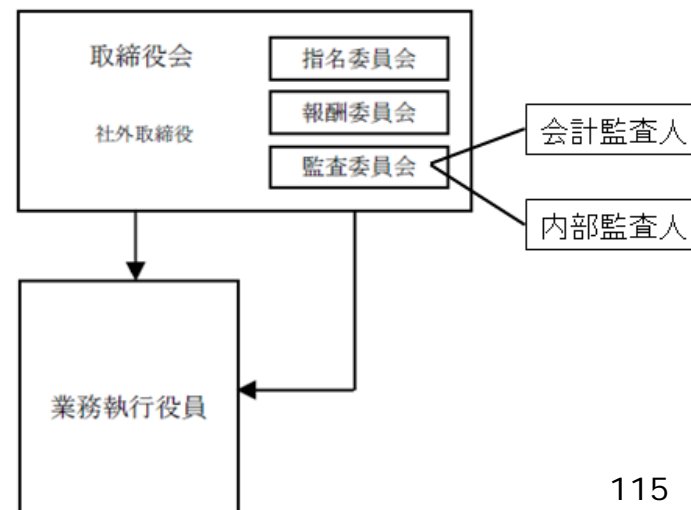 取締役会
社外取締役
指名委員会
報酬委員会
監査委員会
会計監査人
内部監査人
業務執行役員
115